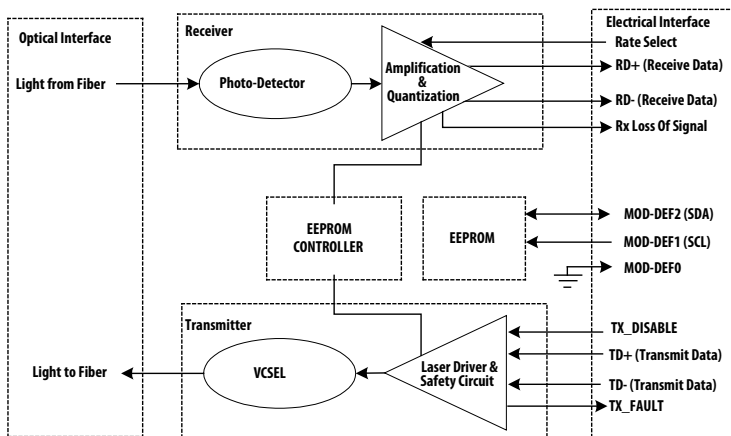 Optical Interface
Receiver
Electrical Interface
Rate Select
Light from Fiber
Photo-Detector
Amplification
&
Quantization
RD+ (Receive Data)
RD- (Receive Data)
Rx Loss Of Signal
EEPROM
CONTROLLER
EEPROM
MOD-DEF2 (SDA)
MOD-DEF1 (SCL)
MOD-DEF0
Transmitter
Light to Fiber
VCSEL
Laser Driver &
Safety Circuit
TX_DISABLE
TD+ (Transmit Data)
TD- (Transmit Data)
TX_FAULT